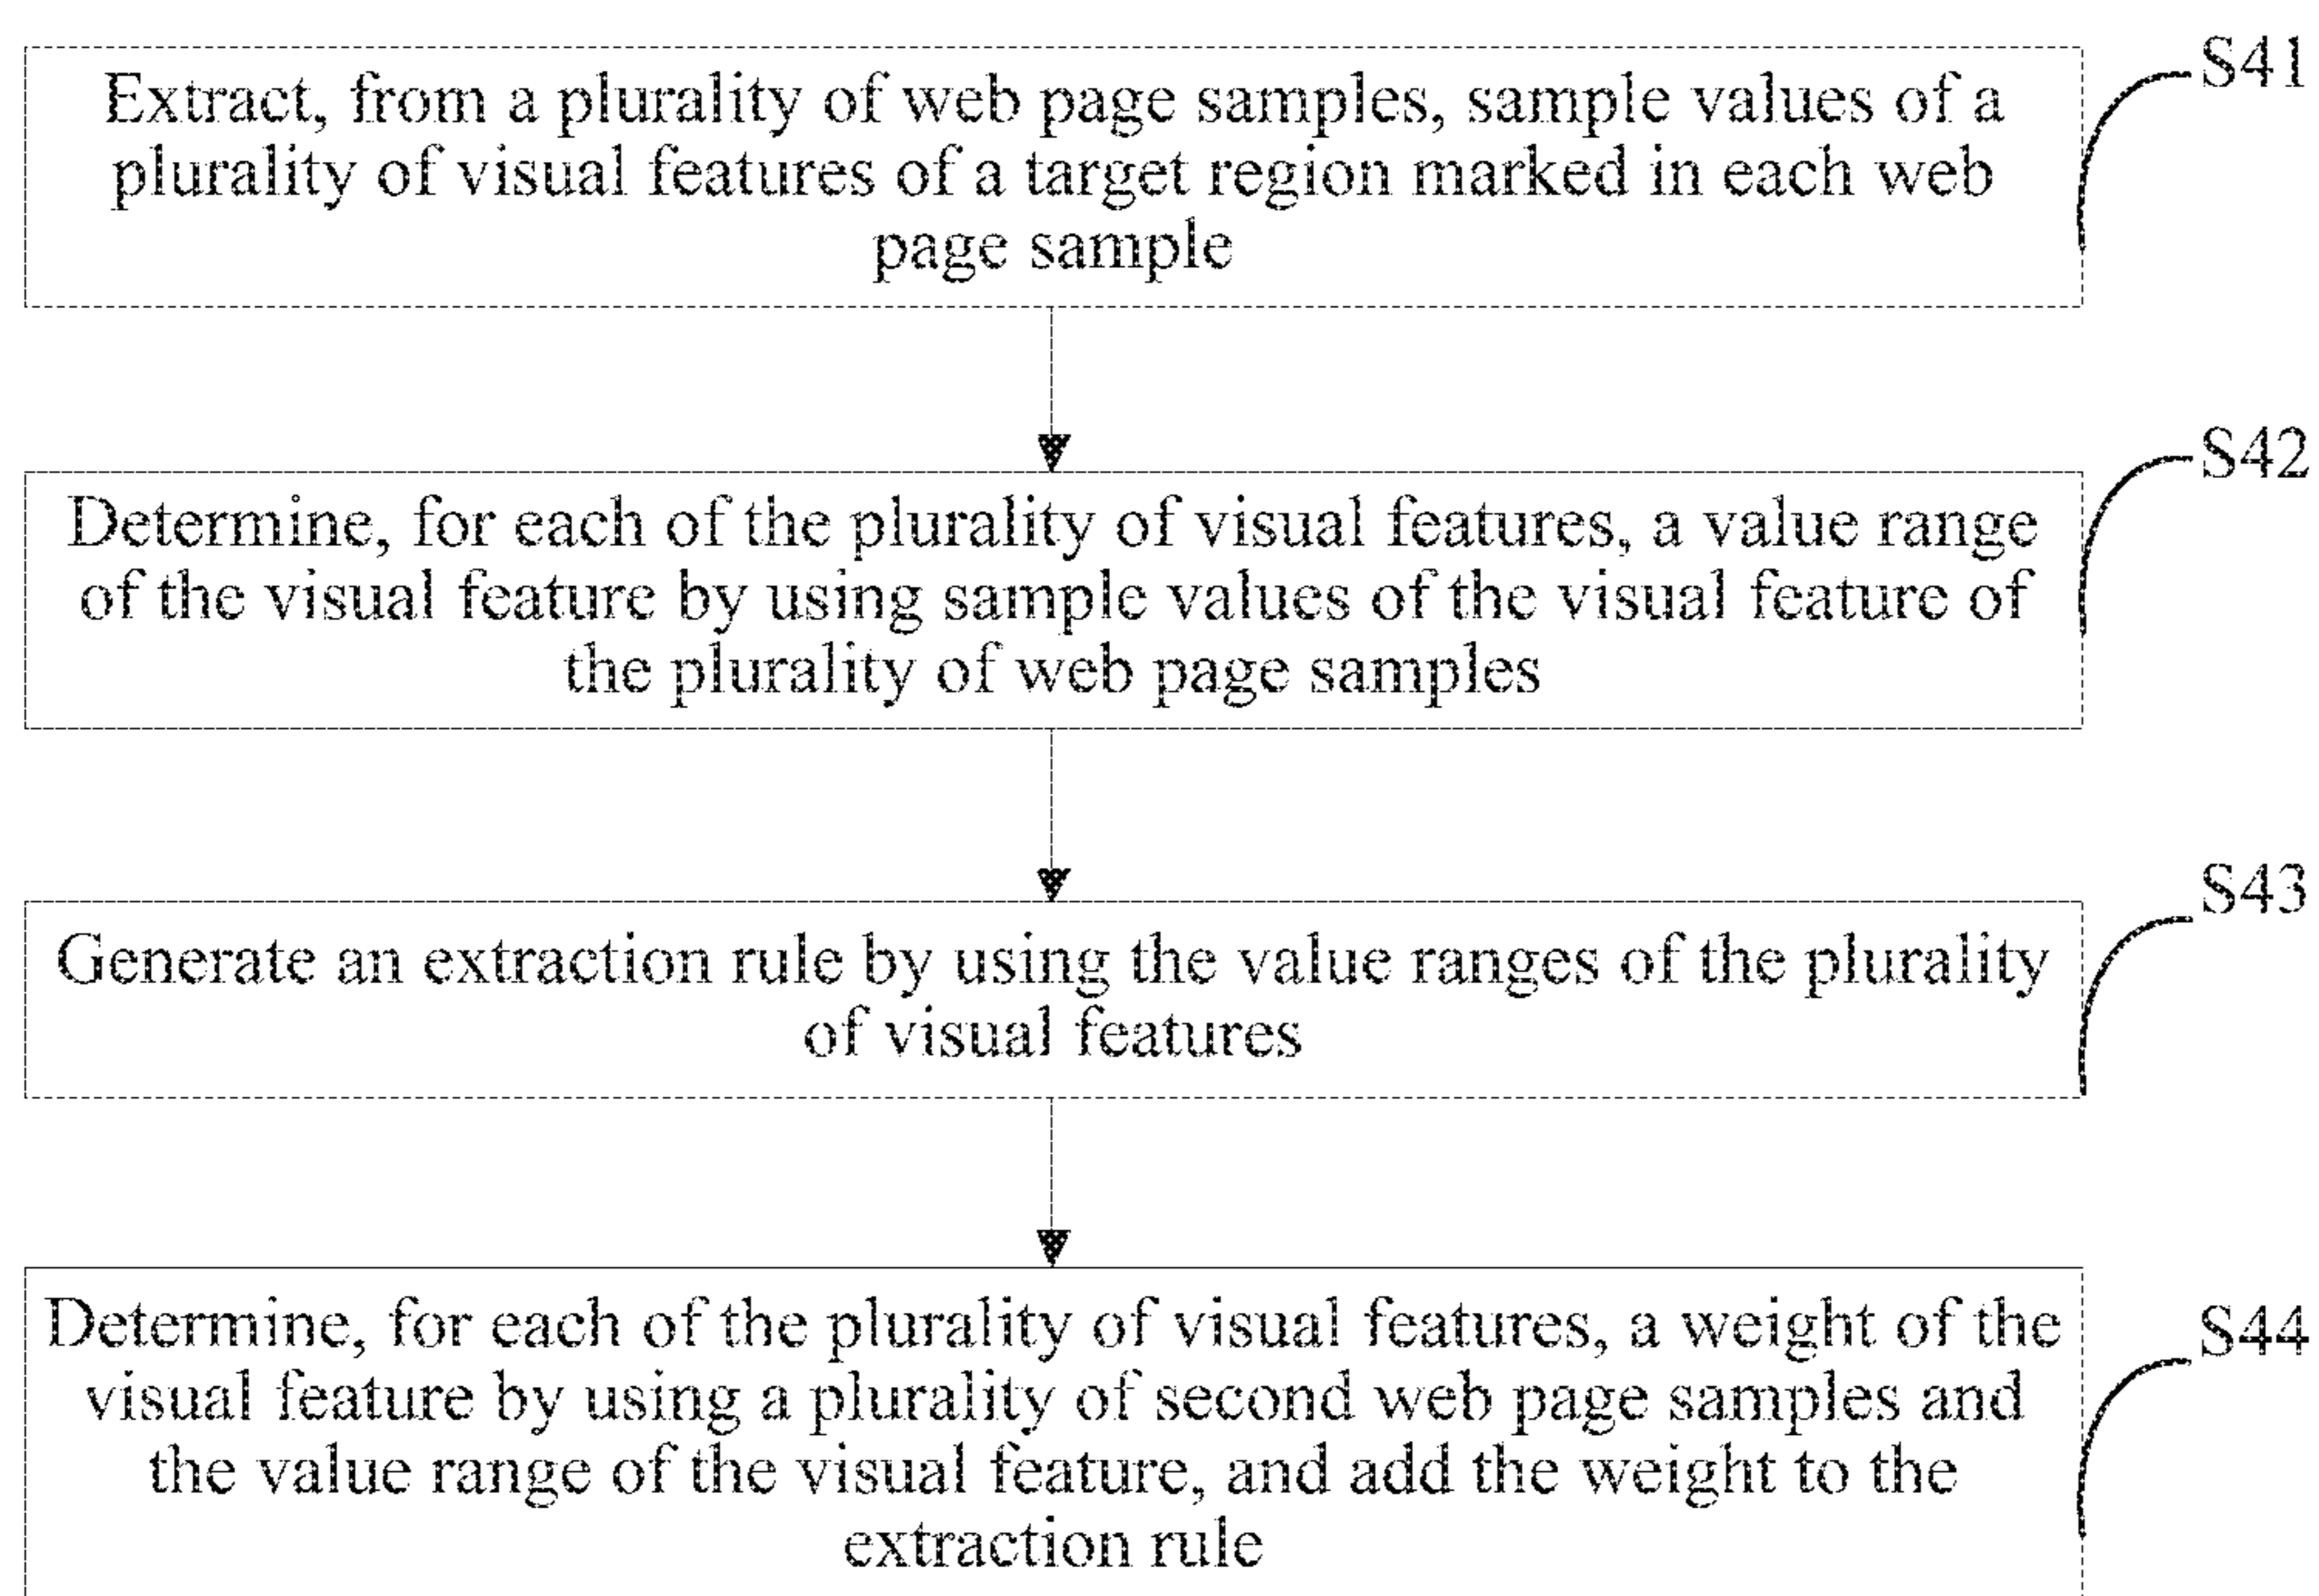 S41
Extract, from a plurality of web page samples, sample values of a
plurality of visual features of a target region marked in each web
page sample
S42
Determine, for each of the plurality of visual features, a value range
of the visual feature by using sample values of the visual feature of
the plurality of web page samples
S43
Generate an extraction rule by using the value ranges of the plurality
of visual features
S44
Determine, for each of the plurality of visual features, a weight of the
visual feature by using a plurality of second web page samples and
the value range of the visual feature, and add the weight to the
extraction rule